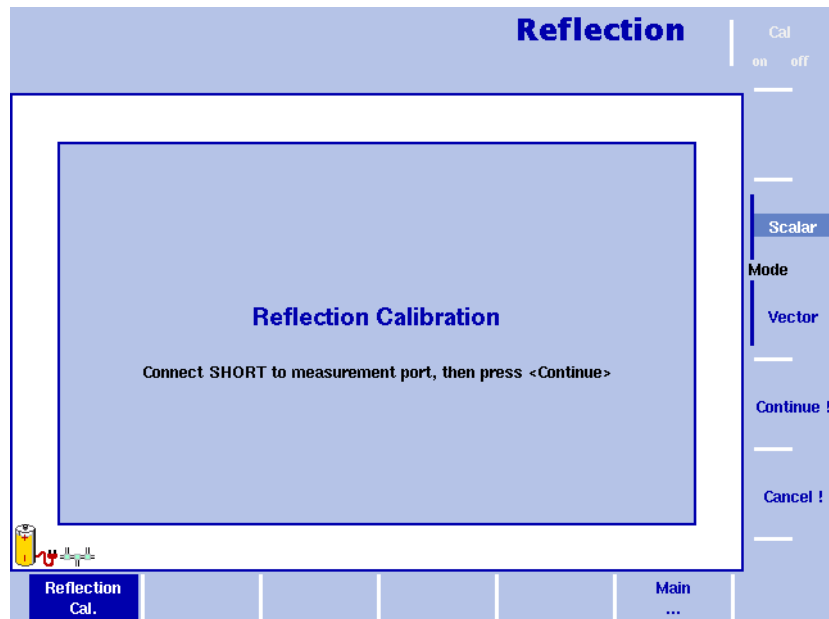 Reflection
Cal
on off
Scalar
Mode
Vector
Reflection Calibration
Connect SHORT to measurement port, then press <Continue>
Continue !
Cancel !
Reflection
Cal.
Main
...